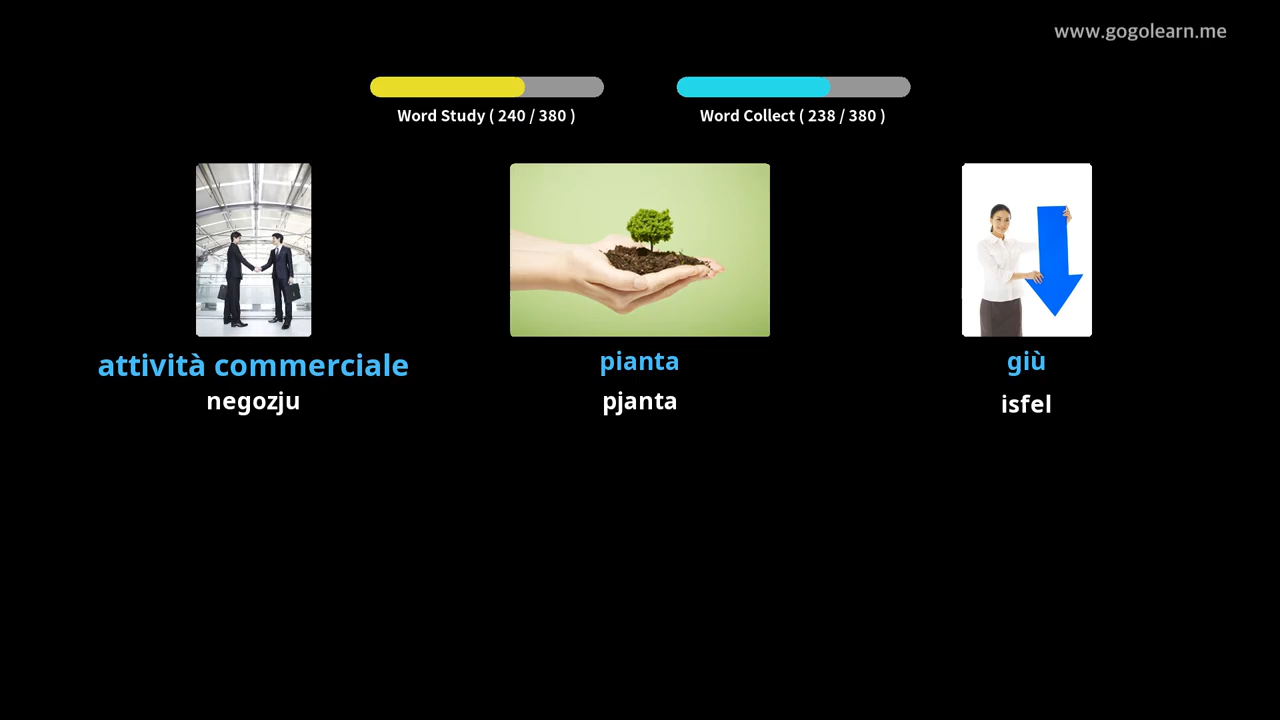 www.gogolearn.me
Word Study ( 240 / 380 )
Word Collect ( 238 / 380 )
attività commerciale
negozju
pianta
pjanta
giù
isfel